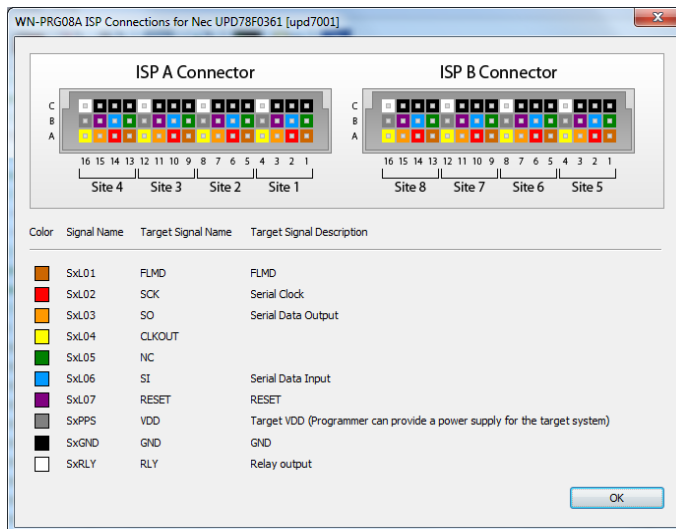 WN-PRG08A ISP Connections for Nec UPD78F0361 [upd7001]
ISP A Connector ISP B Connector
C C
B B
A A
16 15 14 13 12 11 10 9 8 7 6 5 4 3 2 1 16 15 14 13 12 11 10 9 8 7 6 5 4 3 2 1
Site 4 Site 3 Site 2 Site 1 Site 8 Site 7 Site 6 Site 5
Color Signal Name Target Signal Name Target Signal Description
SxL01 FLMD FLMD
SxL02 SCK Serial Clock
SxL03 SO Serial Data Output
SxL04 CLKOUT
SxL05 NC
SxL06 SI Serial Data Input
SxL07 RESET RESET
SxPPS VDD Target VDD (Programmer can provide a power supply for the target system)
SxGND GND GND
SxRLY RLY Relay output
OK